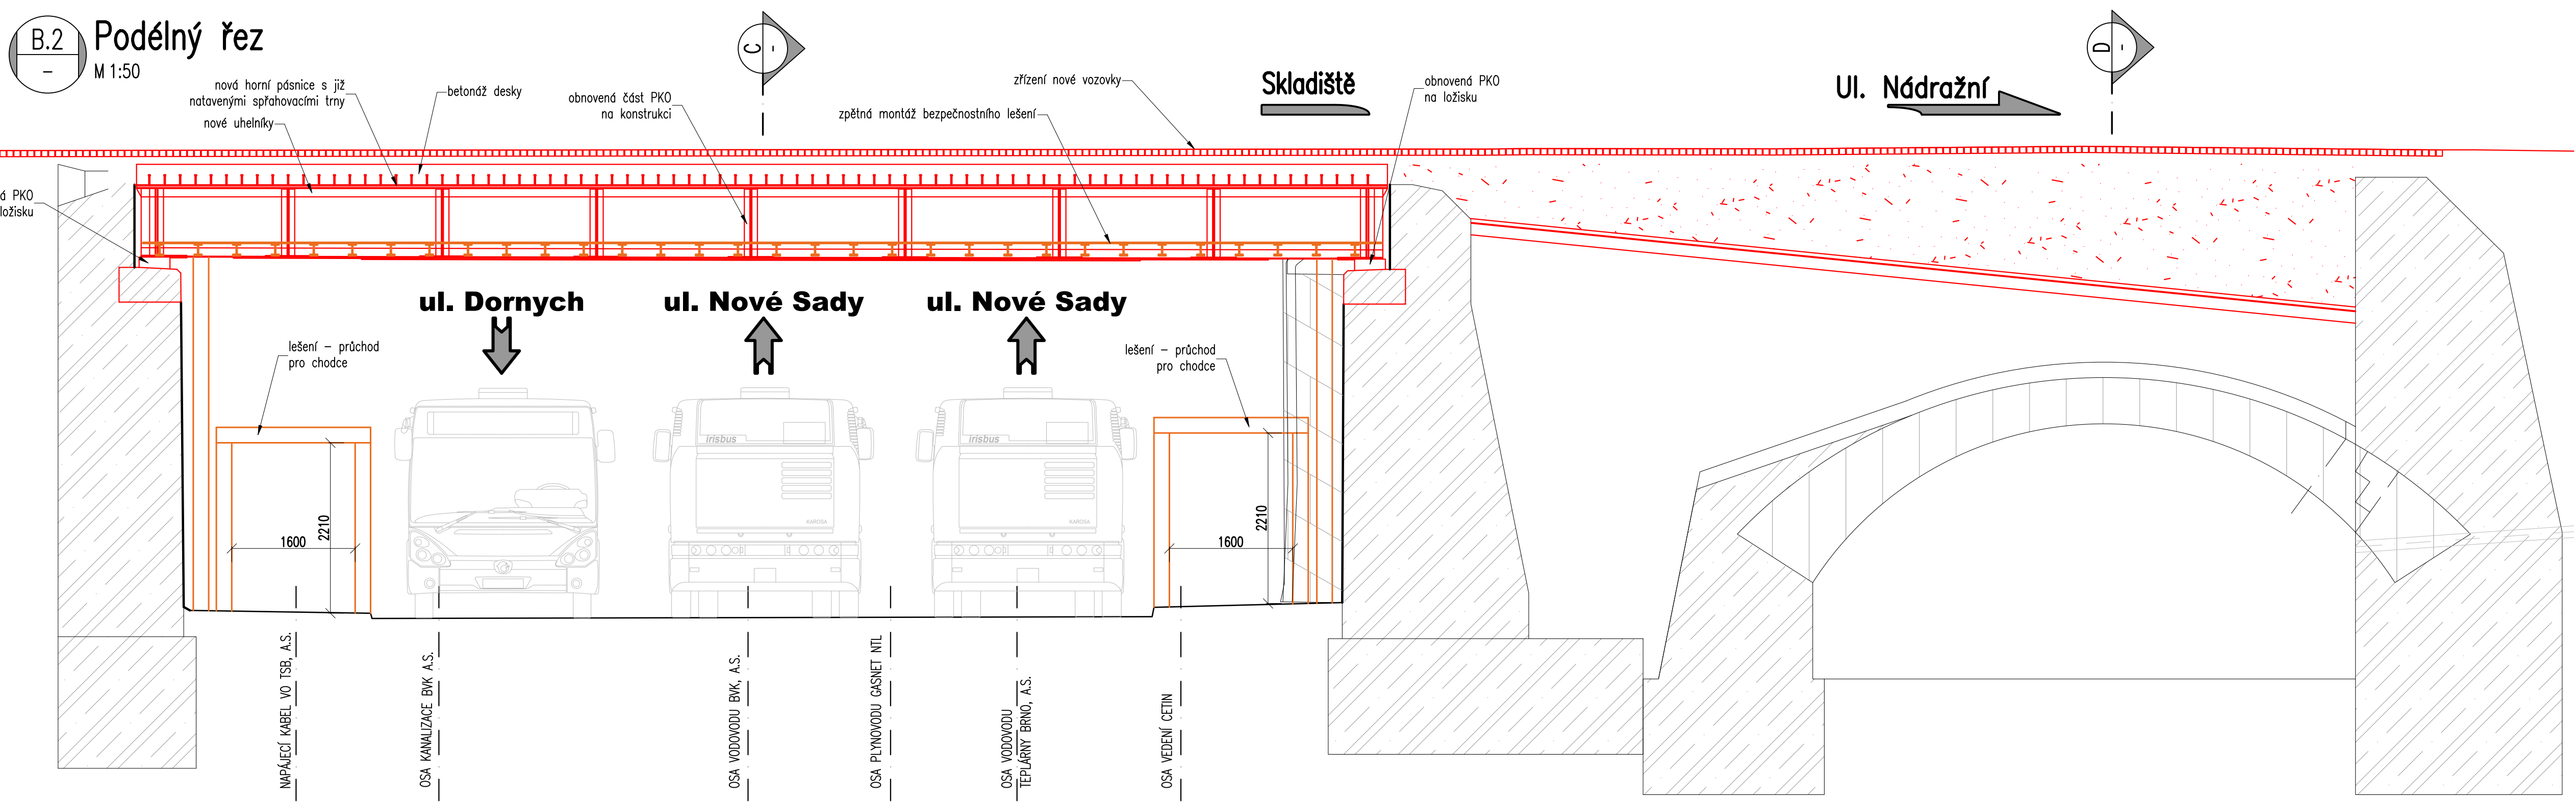 B.2
-
Podélný řez
M 1:50
nová horní pásnice s již
natavenými spřahovacími trny
nové uhelníky
betonáž desky
obnovená část PKO
na konstrukci
C
-
zpětná montáž bezpečnostního lešení
zřízení nové vozovky
Skladiště
obnovená PKO
na ložisku
Ul. Nádražní
D
-
á PKO
ložisku
ul. Dornych
ul. Nové Sady
ul. Nové Sady
lešení – průchod
pro chodce
lešení – průchod
pro chodce
irisbus
irisbus
KAROSA
KAROSA
1600
2210
1600
2210
NAPÁJECÍ KABEL VO TSB, A.S.
OSA KANALIZACE BVK A.S.
OSA VODOVODU BVK, A.S.
OSA PLYNOVODU GASNET NTL
OSA VODOVODU
TEPLÁRNY BRNO, A.S.
OSA VEDENÍ CETIN